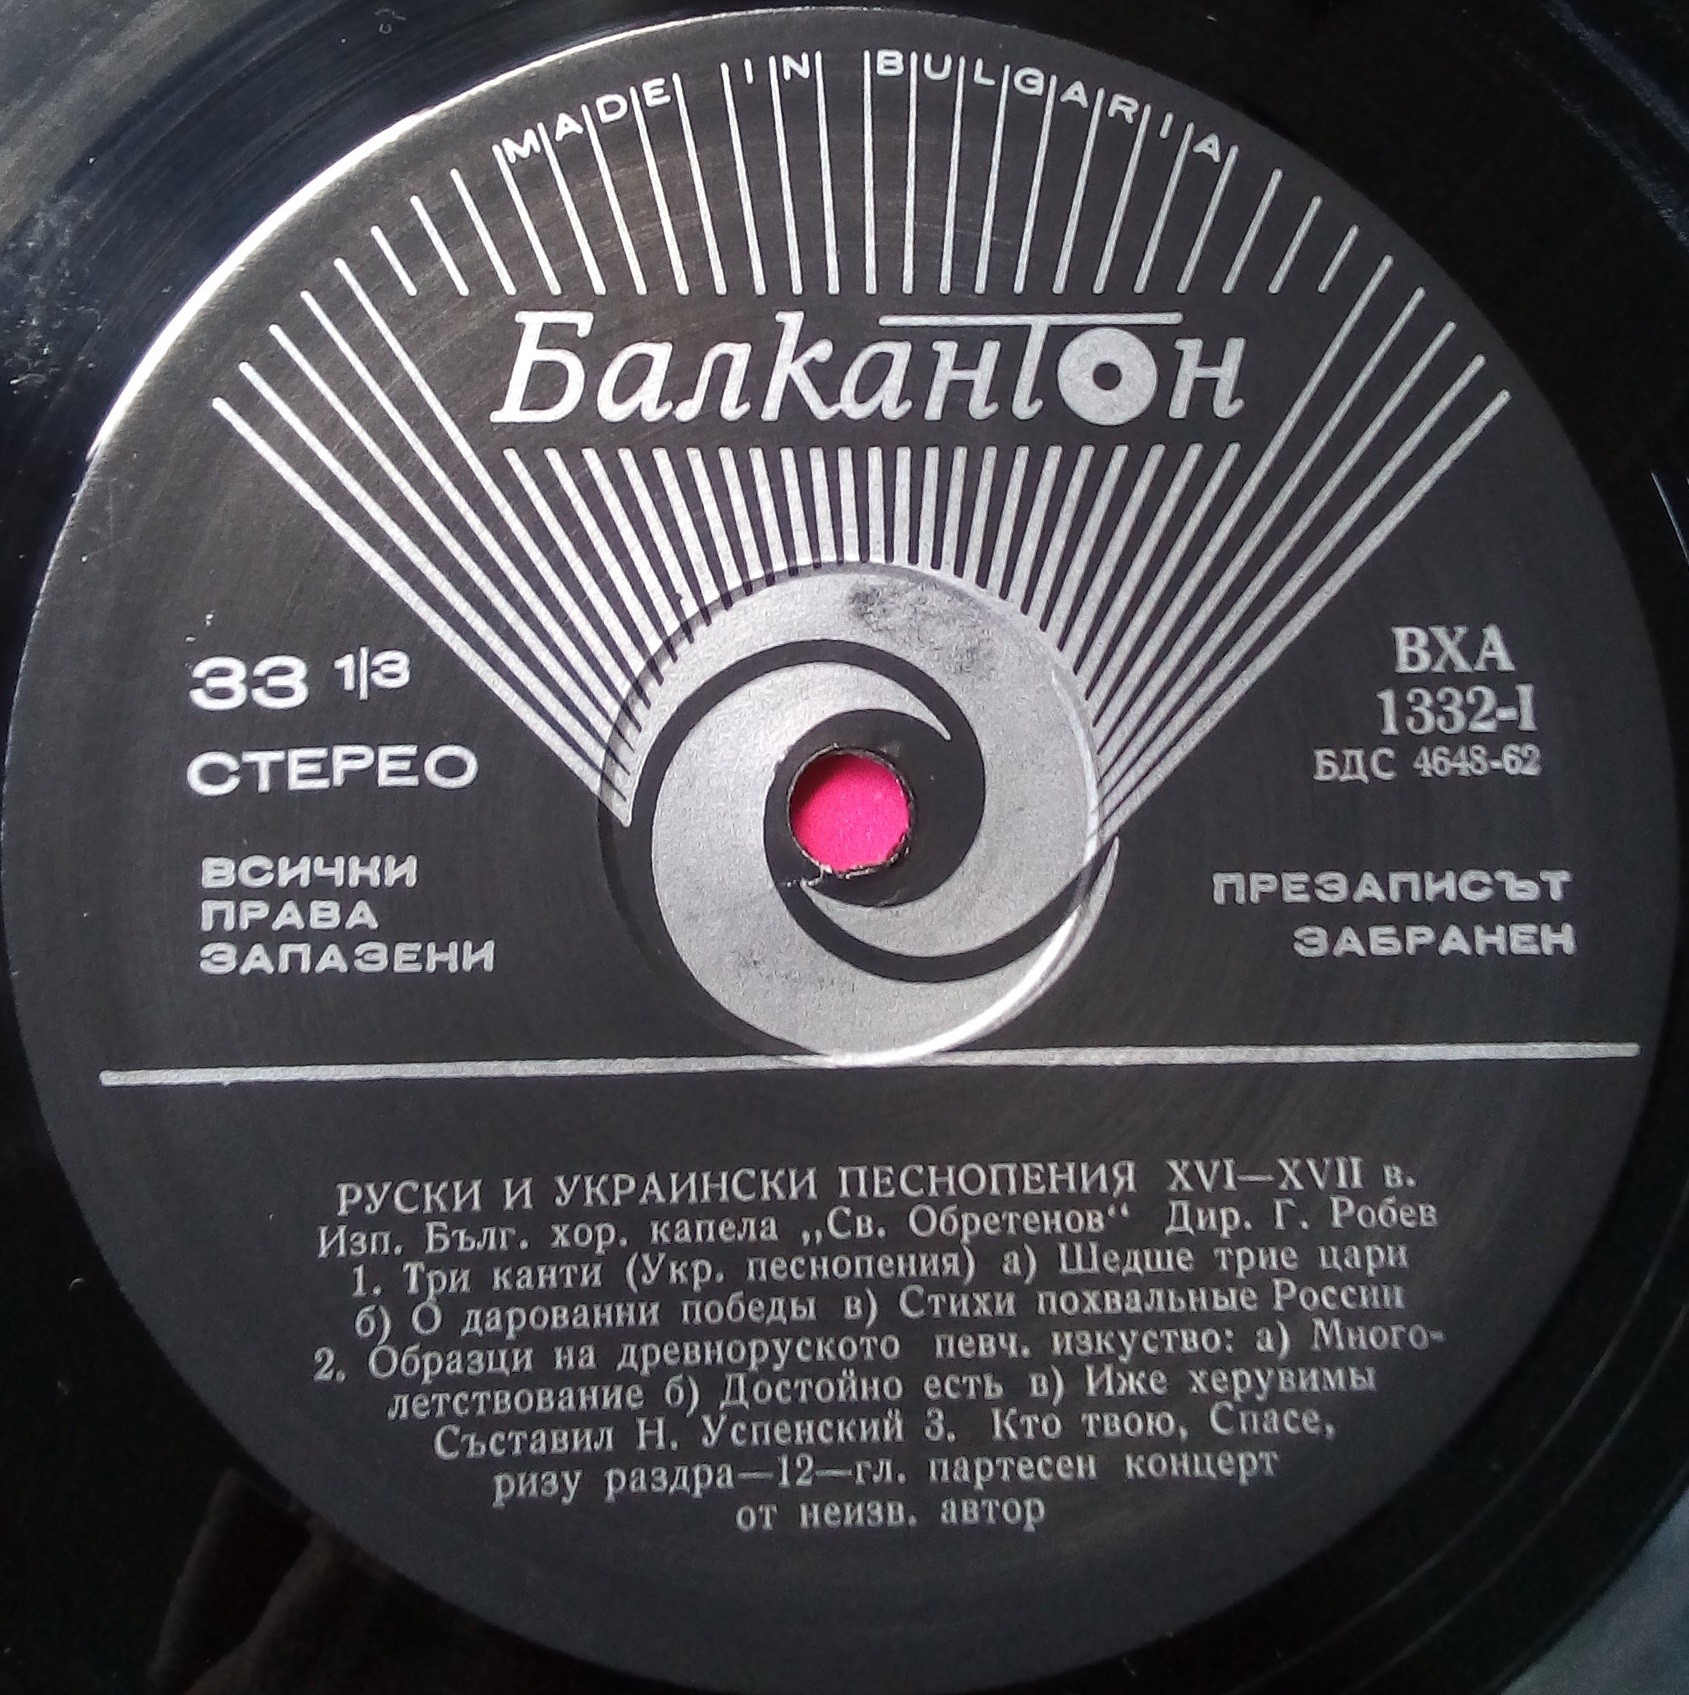 MADE IN BULGARIA
Балкантон
33 1/3
СТЕРЕО
ВСИЧКИ
ПРАВА
ЗАПАЗЕНИ
ВХА
1332-I
БДС 4648-62
ПРЕЗАПИСЪТ
ЗАБРАНЕН
РУСКИ И УКРАИНСКИ ПЕСНОПЕНИЯ XVI—XVII в.
Изп. Бълг. хор. капела „Св. Обретенов“ Дир. Г. Робев
1. Три канти (Укр. песнопения) а) Шедше трие цари
б) О даровании победы в) Стихи похвальные России
2. Образци на древноруското певч. изкуство: а) Много-
летствование б) Достойно есть в) Иже херувимы
Съставил Н. Успенский 3. Кто твою, Спасе,
ризу раздра—12—гл. партесен концерт
от неизв. автор